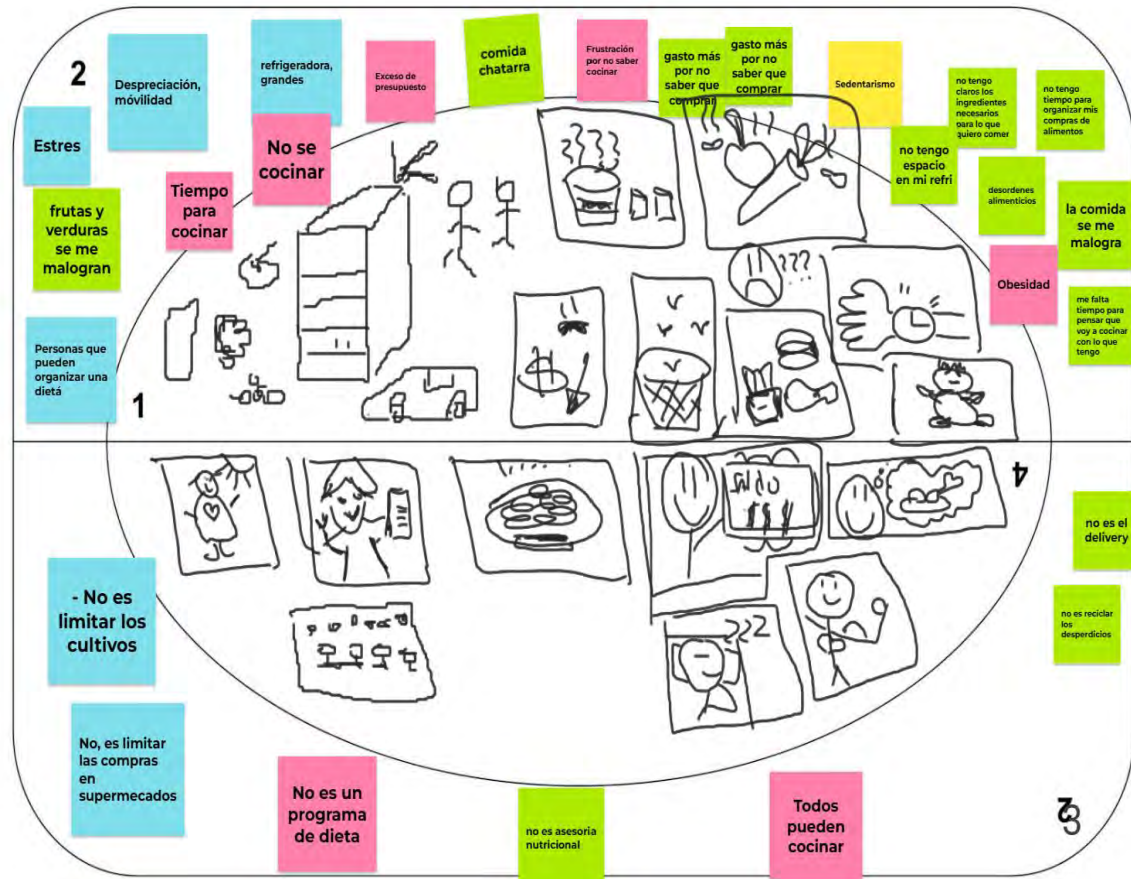 2
Despreciación,
móvilidad
refrigeradora,
grandes
Exceso de
presupuesto
comida
chatarra
Frustración
por no saber
cocinar
gasto más
por no
saber que
comprar
gasto más
por no
saber que
comprar
Sedentarismo
no tengo
claros los
ingredientes
necesarios
para lo que
quiero comer
no tengo
tiempo para
organizar mis
compras de
alimentos
Estres
No se
cocinar
no tengo
espacio
en mi refri
frutas y
verduras
se me
malogran
Tiempo
para
cocinar
desordenes
alimenticios
la comida
se me
malogra
Obesidad
???
me falta
tiempo para
pensar que
voy a cocinar
con lo que
tengo
Personas que
pueden
organizar una
dietá
1
4
no es el
delivery
- No es
limitar los
cultivos
no es reciclar
los
desperdicios
No, es limitar
las compras
en
supermecados
No es un
programa
de dieta
no es asesoria
nutricional
Todos
pueden
cocinar
2
3